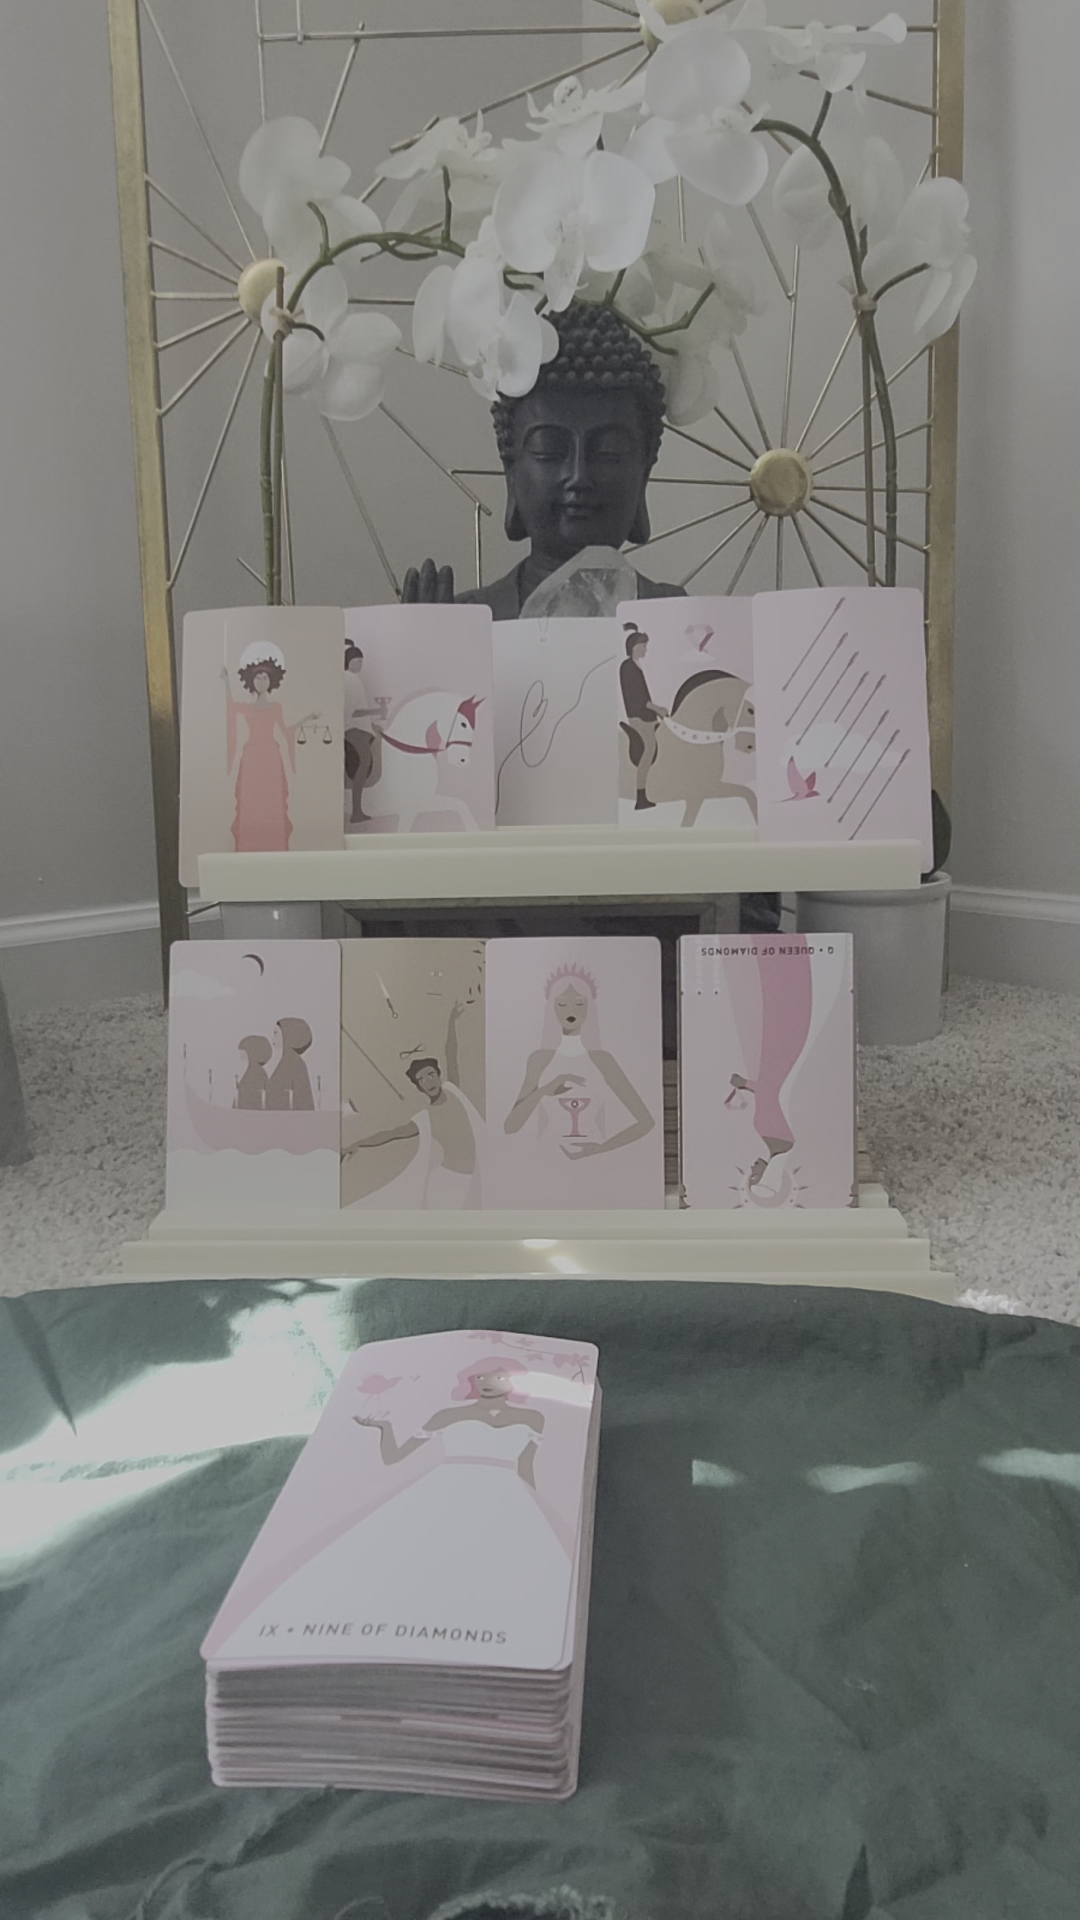 Q • QUEEN OF DIAMONDS
IX • NINE OF DIAMONDS